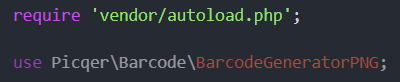 require 'vendor/autoload.php';
use Picqer\Barcode\BarcodeGeneratorPNG;